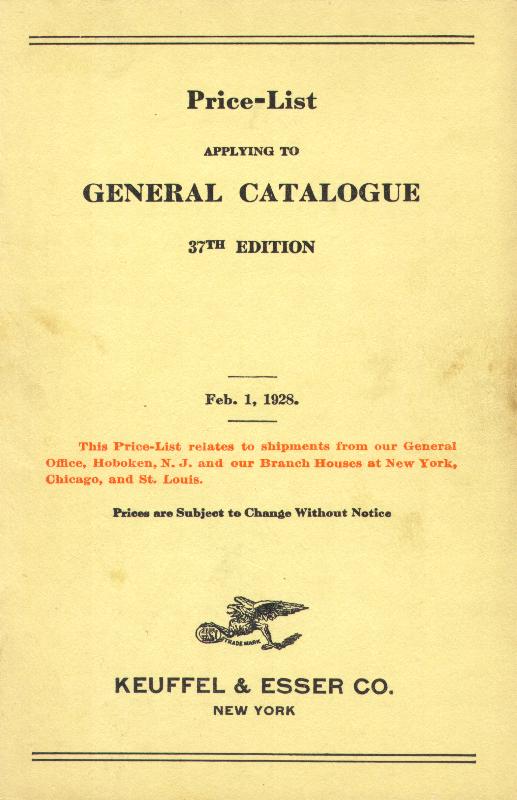 Price-List
APPLYING TO
GENERAL CATALOGUE
37TH EDITION
Feb. 1, 1928.
This Price-List relates to shipments from our General
Office, Hoboken, N. J. and our Branch Houses at New York,
Chicago, and St. Louis.
Prices are Subject to Change Without Notice
TRADE MARK
KEUFFEL & ESSER CO.
NEW YORK